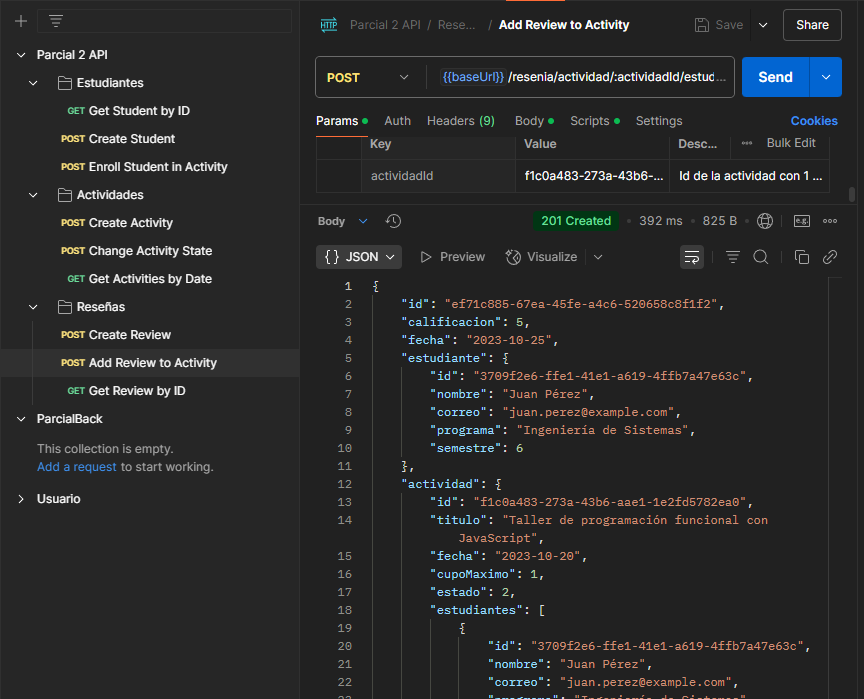 Parcial 2 API
Estudiantes
GET Get Student by ID
POST Create Student
POST Enroll Student in Activity
Actividades
POST Create Activity
POST Change Activity State
GET Get Activities by Date
Reseñas
POST Create Review
POST Add Review to Activity
GET Get Review by ID
ParcialBack
This collection is empty.
Add a request to start working.
Usuario
HTTP Parcial 2 API / Rese... / Add Review to Activity Save Share
POST {{baseUrl}} /resenia/actividad/:actividadId/estud... Send
Params Auth Headers (9) Body Scripts Settings Cookies
Key Value Desc... Bulk Edit
actividadId f1c0a483-273a-43b6-... Id de la actividad con 1 ...
Body 201 Created 392 ms 825 B e.g.
{} JSON Preview Visualize
1 {
2 "id": "ef71c885-67ea-45fe-a4c6-520658c8f1f2",
3 "calificacion": 5,
4 "fecha": "2023-10-25",
5 "estudiante": {
6 "id": "3709f2e6-ffe1-41e1-a619-4ffb7a47e63c",
7 "nombre": "Juan Pérez",
8 "correo": "juan.perez@example.com",
9 "programa": "Ingeniería de Sistemas",
10 "semestre": 6
11 },
12 "actividad": {
13 "id": "f1c0a483-273a-43b6-aae1-1e2fd5782ea0",
14 "titulo": "Taller de programación funcional con
JavaScript",
15 "fecha": "2023-10-20",
16 "cupoMaximo": 1,
17 "estado": 2,
18 "estudiantes": [
19 {
20 "id": "3709f2e6-ffe1-41e1-a619-4ffb7a47e63c",
21 "nombre": "Juan Pérez",
22 "correo": "juan.perez@example.com",
23 "programa": "Ingeniería de Sistemas",